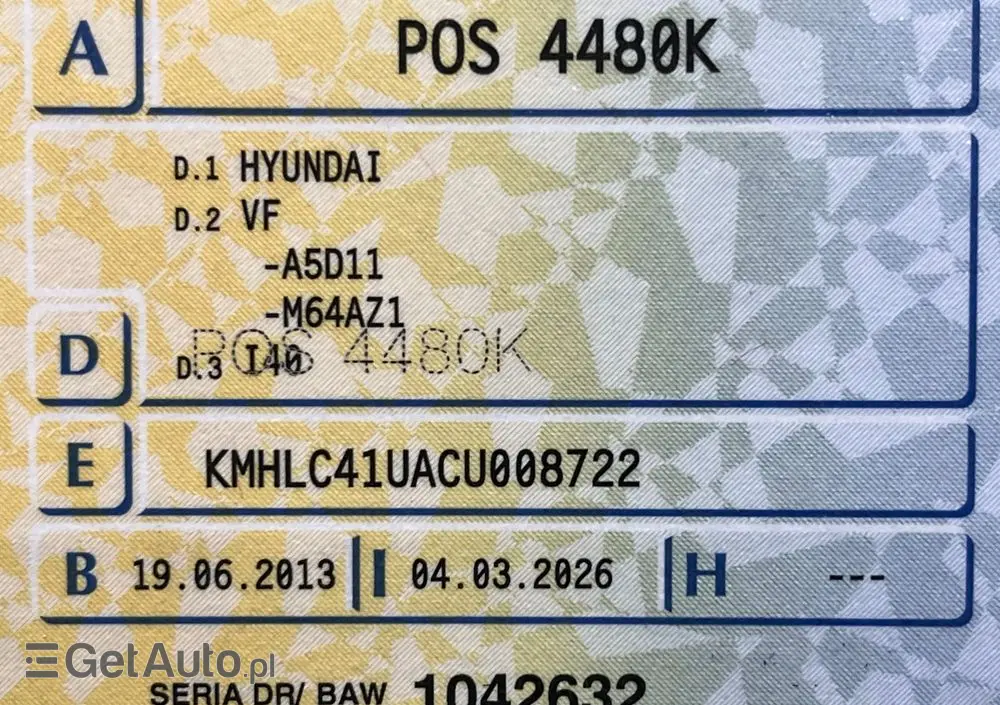 A POS 4480K
D.1 HYUNDAI
D.2 VF
-A5D11
-M64AZ1
POS 4480K
D D.3 I40
E KMHLC41UACU008722
B 19.06.2013 I 04.03.2026 H ---
GetAuto.pl
SERIA DR/ BAW 1042632